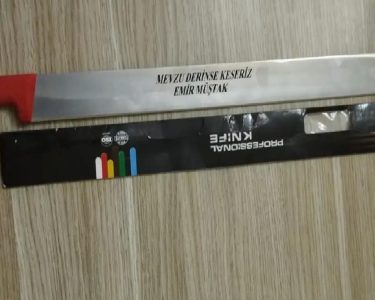 MEVZU DERİNSE KESERİZ
EMİR MÜŞTAK
PROFESSIONAL
KNiFE